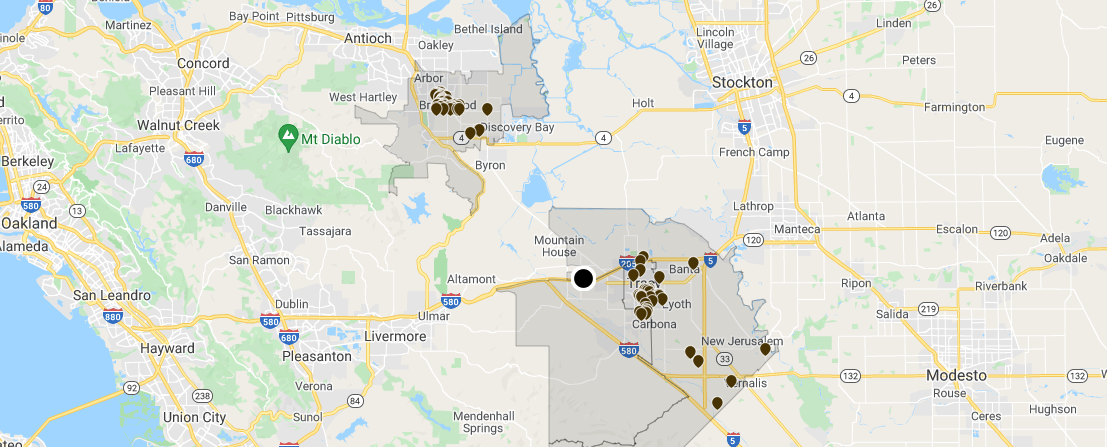 80
Martinez
Bay Point
Pittsburg
Bethel Island
Antioch
Oakley
Concord
Pleasant Hill
Walnut Creek
Lafayette
680
Mt Diablo
West Hartley
Arbor
Discovery Bay
4
Byron
Holt
4
Lincoln
Village
Stockton
5
French Camp
26
Linden
26
Peters
4
Farmington
Eugene
Berkeley
24
580
13
Oakland
Alameda
Danville
Blackhawk
Tassajara
San Ramon
San Leandro
880
Dublin
580
680
Pleasanton
Livermore
Hayward
Verona
92
238
84
Union City
Sunol
Mendenhall
Springs
Altamont
580
Ulmar
Mountain
House
Banta
5
Lyoth
Carbona
580
New Jerusalem
33
5
Lathrop
Manteca
120
Atlanta
Escalon
120
Adela
Oakdale
Ripon
Riverbank
219
Salida
132
Modesto
132
Rouse
Ceres
Hughson